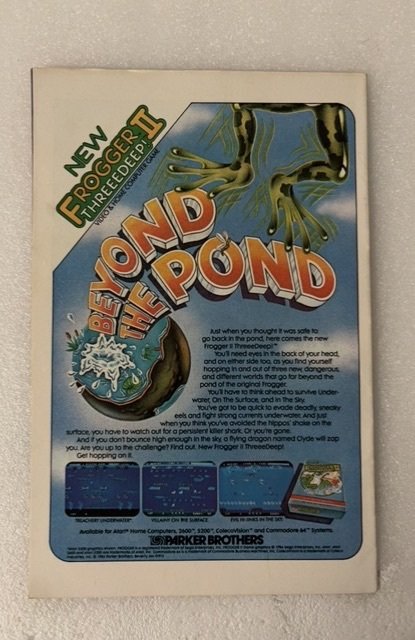 NEW
FROGGER II
THREEEDEEP!
VIDEO & HOME COMPUTER GAME
BEYOND
THE POND
Just when you thought it was safe to
go back in the pond, here comes the new
Frogger II ThreeeDeep!™
You'll need eyes in the back of your head,
and on either side too, as you find yourself
hopping in and out of three new, dangerous,
and different worlds that go far beyond the
pond of the original Frogger.
You'll have to think ahead to survive Under-
water, On The Surface, and In The Sky.
You've got to be quick to evade deadly, sneaky
eels and fight strong currents underwater. And just
when you think you've avoided the hippos' shake on the
surface, you have to watch out for a persistent killer shark. Or you're gone.
And if you don't bounce high enough in the sky, a flying dragon named Clyde will zap
you. Are you up to the challenge? Find out. New Frogger II ThreeeDeep!
Get hopping on it.
TREACHERY UNDERWATER
VILLAINY ON THE SURFACE
EVIL HI-JINKS IN THE SKY.
Available for Atari® Home Computers, 2600™, 5200™, ColecoVision® and Commodore 64™ Systems.
PARKER BROTHERS